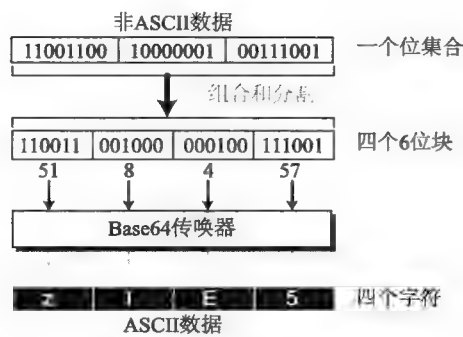 非ASCII数据
11001100 10000001 00111001 一个位集合
组合和分割
110011 001000 000100 111001 四个6位块
51 8 4 57
Base64传唤器
z I E 5 四个字符
ASCII数据